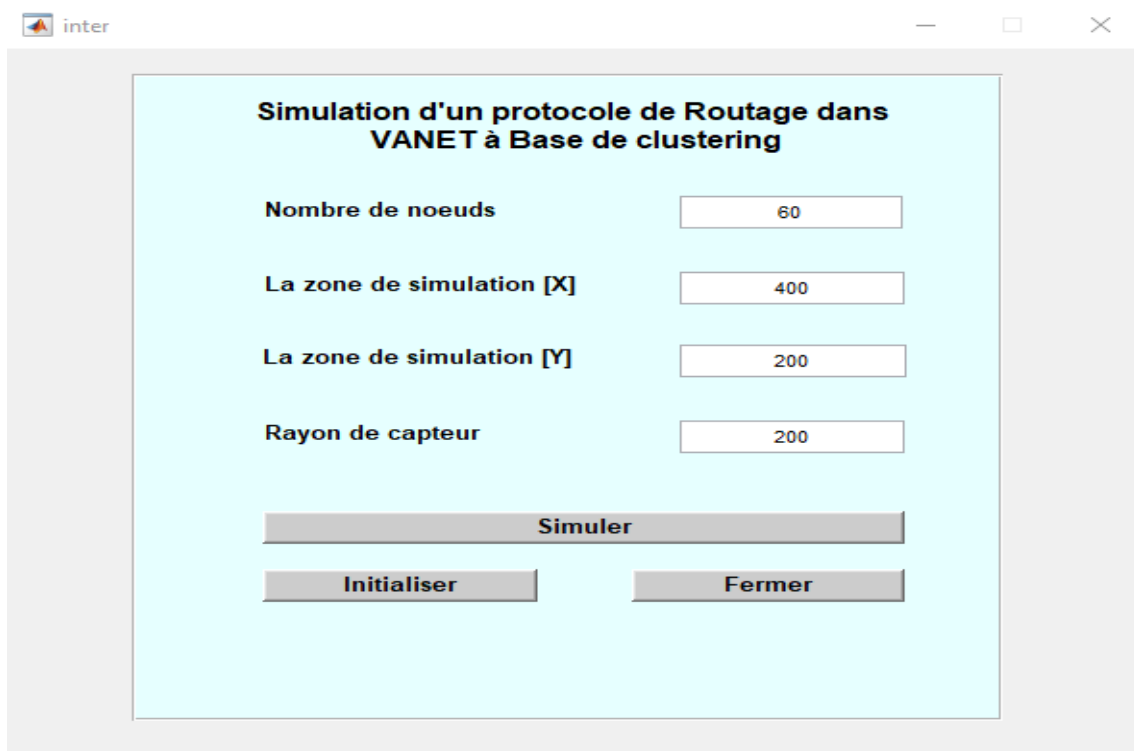 inter
Simulation d'un protocole de Routage dans
VANET à Base de clustering
Nombre de noeuds 60
La zone de simulation [X] 400
La zone de simulation [Y] 200
Rayon de capteur 200
Simuler
Initialiser Fermer